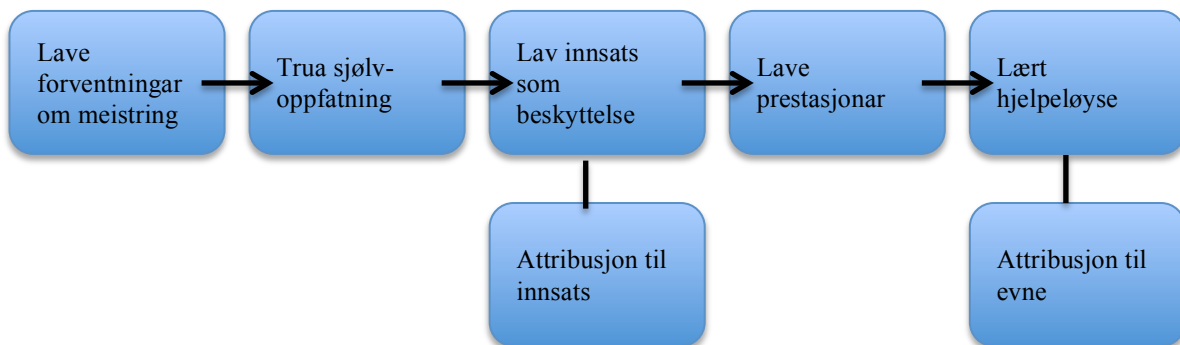 Lave
forventningar
om meistring
Trua sjølv-
oppfatning
Lav innsats
som
beskyttelse
Lave
prestasjonar
Lært
hjelpeløyse
Attribusjon til
innsats
Attribusjon til
evne